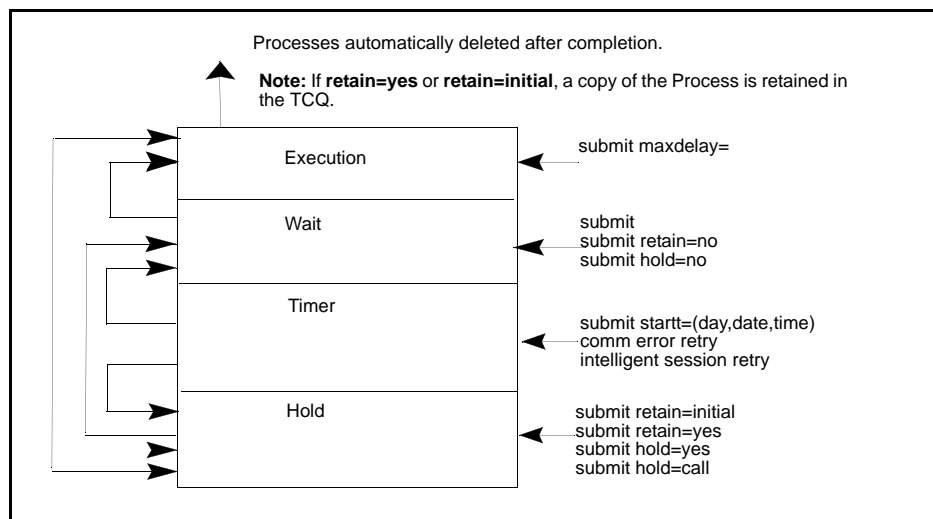 Processes automatically deleted after completion.
Note: If retain=yes or retain=initial, a copy of the Process is retained in
the TCQ.
Execution
submit maxdelay=
Wait
submit
submit retain=no
submit hold=no
Timer
submit startt=(day,date,time)
comm error retry
intelligent session retry
Hold
submit retain=initial
submit retain=yes
submit hold=yes
submit hold=call